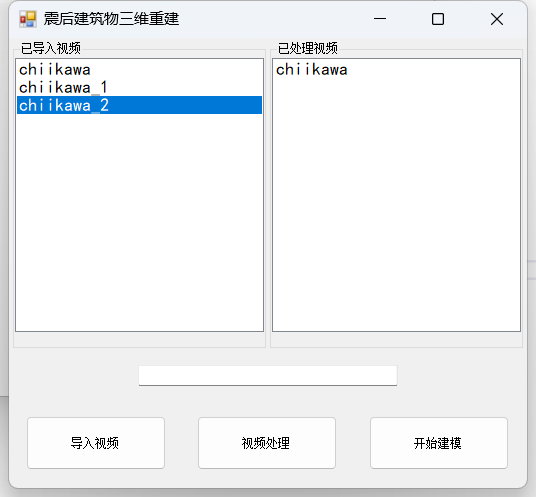 震后建筑物三维重建
已导入视频
chiikawa
chiikawa_1
chiikawa_2
已处理视频
chiikawa
导入视频
视频处理
开始建模